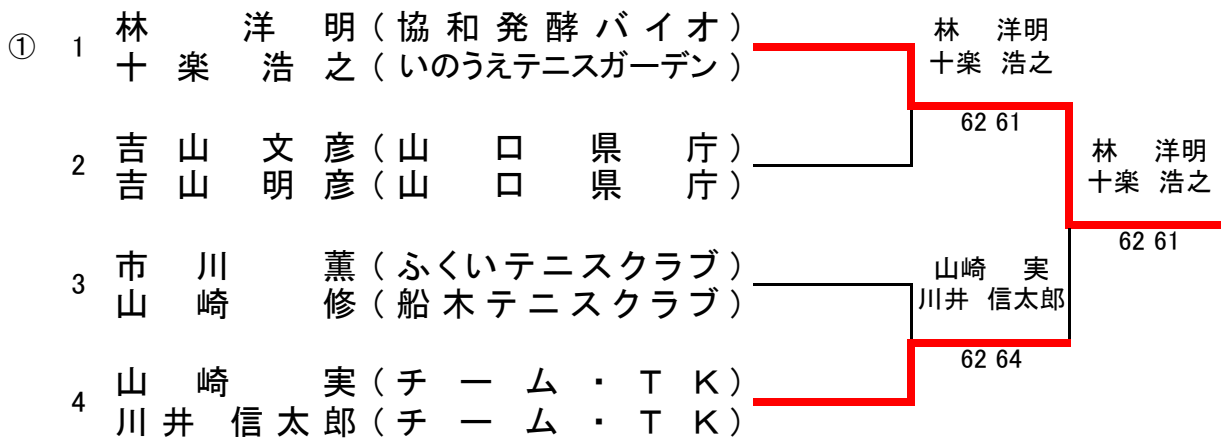 ① 1 林 洋 明 ( 協 和 発 酵 バ イ オ )
十 楽 浩 之 ( いのうえテニスガーデン )
2 吉 山 文 彦 ( 山 口 県 庁 )
吉 山 明 彦 ( 山 口 県 庁 )
3 市 川 薫 ( ふくいテニスクラブ )
山 崎 修 ( 船 木 テ ニ ス ク ラ ブ )
4 山 崎 実 ( チ ー ム ・ T K )
川 井 信 太 郎 ( チ ー ム ・ T K )
林 洋明
十楽 浩之
62 61
山崎 実
川井 信太郎
62 64
林 洋明
十楽 浩之
62 61